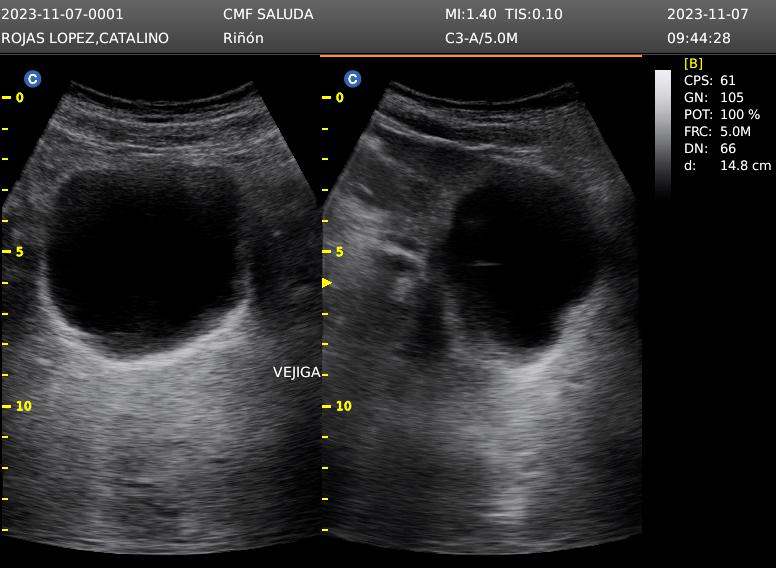 2023-11-07-0001 CMF SALUDA MI:1.40 TIS:0.10 2023-11-07
ROJAS LOPEZ,CATALINO Riñón C3-A/5.0M 09:44:28
[B]
C C
CPS: 61
0 0
GN: 105
POT: 100 %
FRC: 5.0M
DN: 66
d: 14.8 cm
5 5
VEJIGA
10 10